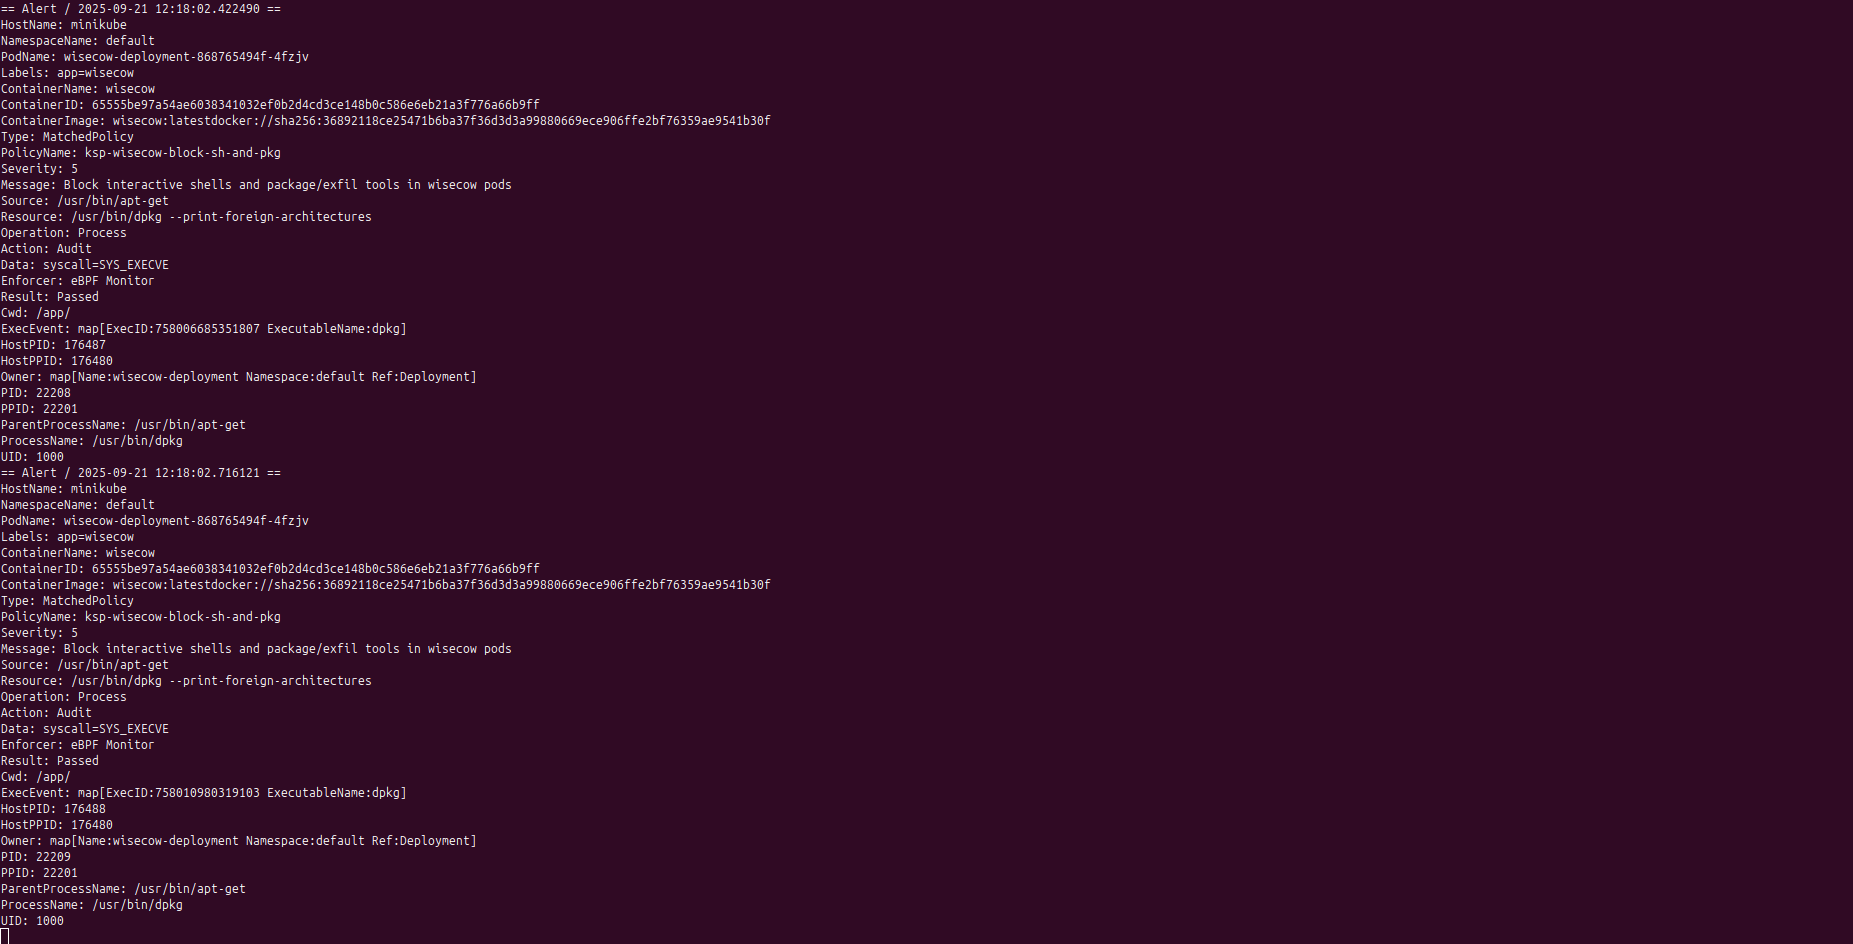 == Alert / 2025-09-21 12:18:02.422490 ==
HostName: minikube
NamespaceName: default
PodName: wisecow-deployment-868765494f-4fzjv
Labels: app=wisecow
ContainerName: wisecow
ContainerID: 65555be97a54ae6038341032ef0b2d4cd3ce148b0c586e6eb21a3f776a66b9ff
ContainerImage: wisecow:latestdocker://sha256:36892118ce25471b6ba37f36d3d3a99880669ece906ffe2bf76359ae9541b30f
Type: MatchedPolicy
PolicyName: ksp-wisecow-block-sh-and-pkg
Severity: 5
Message: Block interactive shells and package/exfil tools in wisecow pods
Source: /usr/bin/apt-get
Resource: /usr/bin/dpkg --print-foreign-architectures
Operation: Process
Action: Audit
Data: syscall=SYS_EXECVE
Enforcer: eBPF Monitor
Result: Passed
Cwd: /app/
ExecEvent: map[ExecID:758006685351807 ExecutableName:dpkg]
HostPID: 176487
HostPPID: 176480
Owner: map[Name:wisecow-deployment Namespace:default Ref:Deployment]
PID: 22208
PPID: 22201
ParentProcessName: /usr/bin/apt-get
ProcessName: /usr/bin/dpkg
UID: 1000
== Alert / 2025-09-21 12:18:02.716121 ==
HostName: minikube
NamespaceName: default
PodName: wisecow-deployment-868765494f-4fzjv
Labels: app=wisecow
ContainerName: wisecow
ContainerID: 65555be97a54ae6038341032ef0b2d4cd3ce148b0c586e6eb21a3f776a66b9ff
ContainerImage: wisecow:latestdocker://sha256:36892118ce25471b6ba37f36d3d3a99880669ece906ffe2bf76359ae9541b30f
Type: MatchedPolicy
PolicyName: ksp-wisecow-block-sh-and-pkg
Severity: 5
Message: Block interactive shells and package/exfil tools in wisecow pods
Source: /usr/bin/apt-get
Resource: /usr/bin/dpkg --print-foreign-architectures
Operation: Process
Action: Audit
Data: syscall=SYS_EXECVE
Enforcer: eBPF Monitor
Result: Passed
Cwd: /app/
ExecEvent: map[ExecID:758010980319103 ExecutableName:dpkg]
HostPID: 176488
HostPPID: 176480
Owner: map[Name:wisecow-deployment Namespace:default Ref:Deployment]
PID: 22209
PPID: 22201
ParentProcessName: /usr/bin/apt-get
ProcessName: /usr/bin/dpkg
UID: 1000